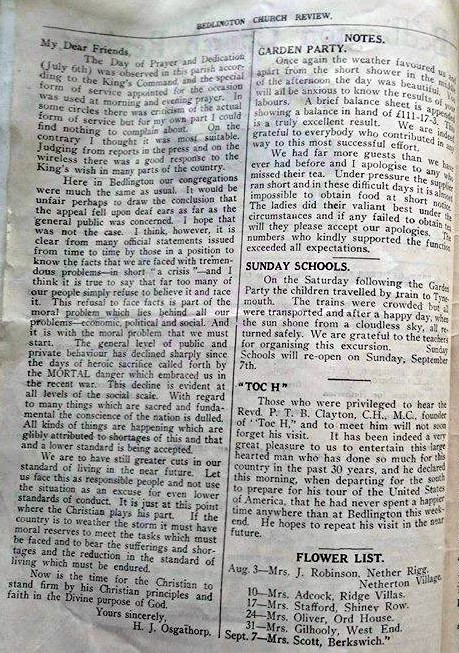 BEDLINGTON CHURCH REVIEW.
My Dear Friends,
The Day of Prayer and Dedication
(July 6th) was observed in this parish accor-
ding to the King's Command, and the special
form of service appointed for the occasion
was used at morning and evening prayer. In
some circles there was criticism of the actual
form of service but for my own part I could
find nothing to complain about. On the
contrary I thought it was most suitable.
Judging from reports in the press and on the
wireless there was a good response to the
King's wish in many parts of the country.
Here in Bedlington our congregations
were much the same as usual. It would be
unfair perhaps to draw the conclusion that
the appeal fell upon deaf ears as far as the
general public was concerned. I hope that
was not the case. I think, however, it is
clear from many official statements issued
from time to time by those in a position to
know the facts that we are faced with tremen-
dous problems—in short "a crisis"—and I
think it is true to say that far too many of
our people simply refuse to believe it and face
it. This refusal to face facts is part of the
moral problem which lies behind all our
problems—economic, political and social. And
it is with the moral problem that we must
start. The general level of public and
private behaviour has declined sharply since
the days of heroic sacrifice called forth by
the MORTAL danger which embraced us in
the recent war. This decline is evident at
all levels of the social scale. With regard
to many things which are sacred and funda-
mental the conscience of the nation is dulled.
All kinds of things are happening which are
glibly attributed to shortages of this and that
and a lower standard is being accepted.
We are to have still greater cuts in our
standard of living in the near future. Let
us face this as responsible people and not use
the situation as an excuse for even lower
standards of conduct. It is just at this point
where the Christian plays his part. If the
country is to weather the storm it must have
moral reserves to meet the tasks which must
be faced and to bear the sufferings and shor-
tages and the reduction in the standard of
living which must be endured.
Now is the time for the Christian to
stand firm by his Christian principles and
faith in the Divine purpose of God.
Yours sincerely,
H. J. Osgathorp.
NOTES.
GARDEN PARTY.
Once again the weather favoured us and
apart from the short shower in the middle
of the afternoon the day was beautiful. You
will all be anxious to know the results of your
labours. A brief balance sheet is appended
showing a balance in hand of £111-17-3. This
is a truly excellent result. We are indeed
grateful to everybody who contributed in any
way to this most successful effort.
We had far more guests than we have
ever had before and I apologise to any who
missed their tea. Under pressure the supplies
ran short and in these difficult days it is almost
impossible to obtain food at short notice.
The ladies did their valiant best under the
circumstances and if any failed to obtain tea
will they please accept our apologies. The
numbers who kindly supported the function
exceeded all expectations.
SUNDAY SCHOOLS.
On the Saturday following the Garden
Party the children travelled by train to Tyne-
mouth. The trains were crowded but all
were transported and after a happy day, when
the sun shone from a cloudless sky, all re-
turned safely. We are grateful to the teachers
for organising this excursion. Sunday
Schools will re-open on Sunday, September
7th.
"TOC H"
Those who were privileged to hear the
Revd. P. T. B. Clayton, C.H., M.C., founder
of "Toc H," and to meet him will not soon
forget his visit. It has been indeed a very
great pleasure to us to entertain this large
hearted man who has done so much for this
country in the past 30 years, and he declared
this morning, when departing for the south
to prepare for his tour of the United States
of America, that he had never spent a happier
time anywhere than at Bedlington this week-
end. He hopes to repeat his visit in the near
future.
FLOWER LIST.
Aug. 3—Mrs. J. Robinson, Nether Rigg,
Netherton Village.
10—Mrs. Adcock, Ridge Villas.
17—Mrs. Stafford, Shiney Row.
24—Mrs. Oliver, Ord House.
31—Mrs. Gilhooly, West End.
Sept. 7—Mrs. Scott, Berkswich."